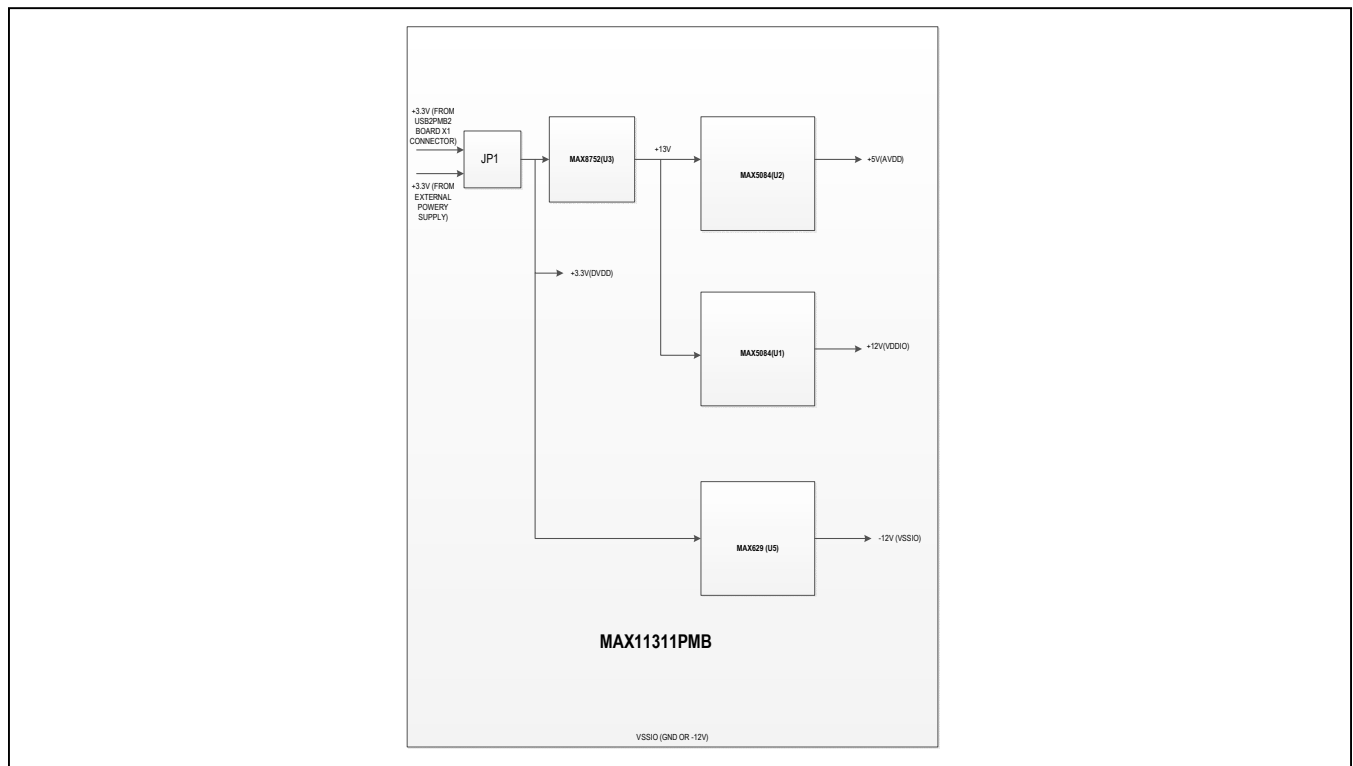 +3.3V (FROM
USB2PMB2
BOARD X1
CONNECTOR)
JP1
+3.3V (FROM
EXTERNAL
POWERY
SUPPLY)
MAX8752(U3)
+13V
MAX5084(U2)
+5V(AVDD)
+3.3V(DVDD)
MAX5084(U1)
+12V(VDDIO)
MAX629 (U5)
-12V (VSSIO)
MAX11311PMB
VSSIO (GND OR -12V)